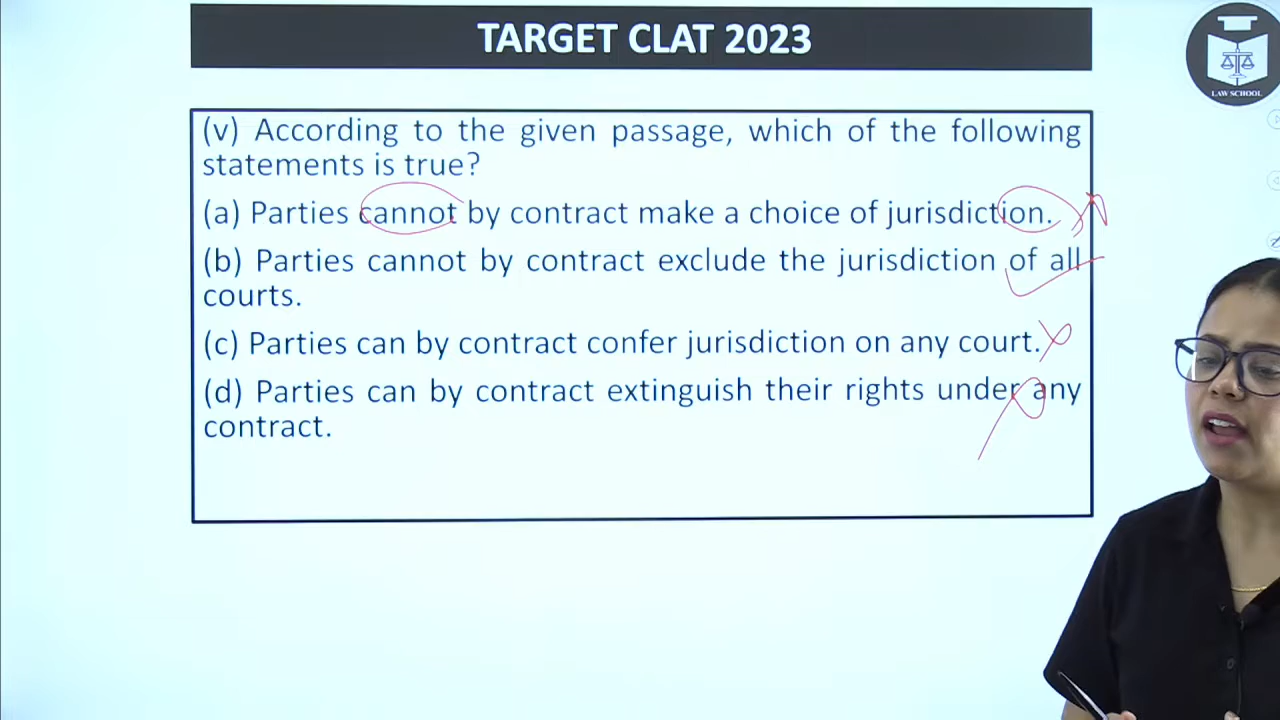 TARGET CLAT 2023
LAW SCHOOL
(v) According to the given passage, which of the following
statements is true?
(a) Parties cannot by contract make a choice of jurisdiction.
(b) Parties cannot by contract exclude the jurisdiction of all
courts.
(c) Parties can by contract confer jurisdiction on any court.
(d) Parties can by contract extinguish their rights under any
contract.